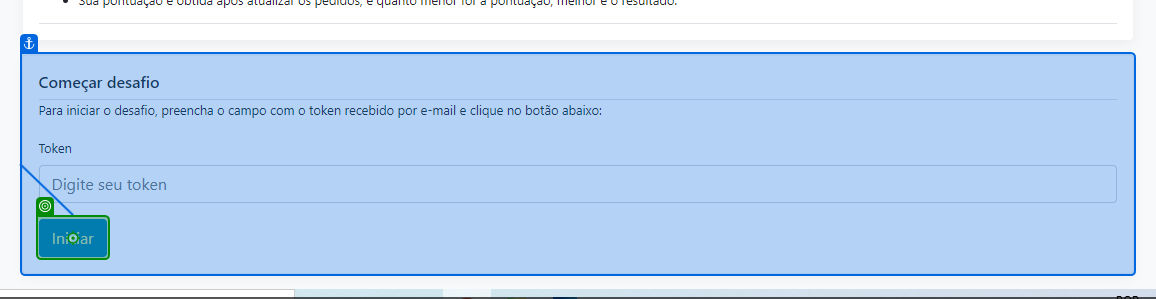 Sua pontuação é obtida após atualizar os pedidos, e quanto menor for a pontuação, melhor é o resultado.
Começar desafio
Para iniciar o desafio, preencha o campo com o token recebido por e-mail e clique no botão abaixo:
Token
Digite seu token
Iniciar